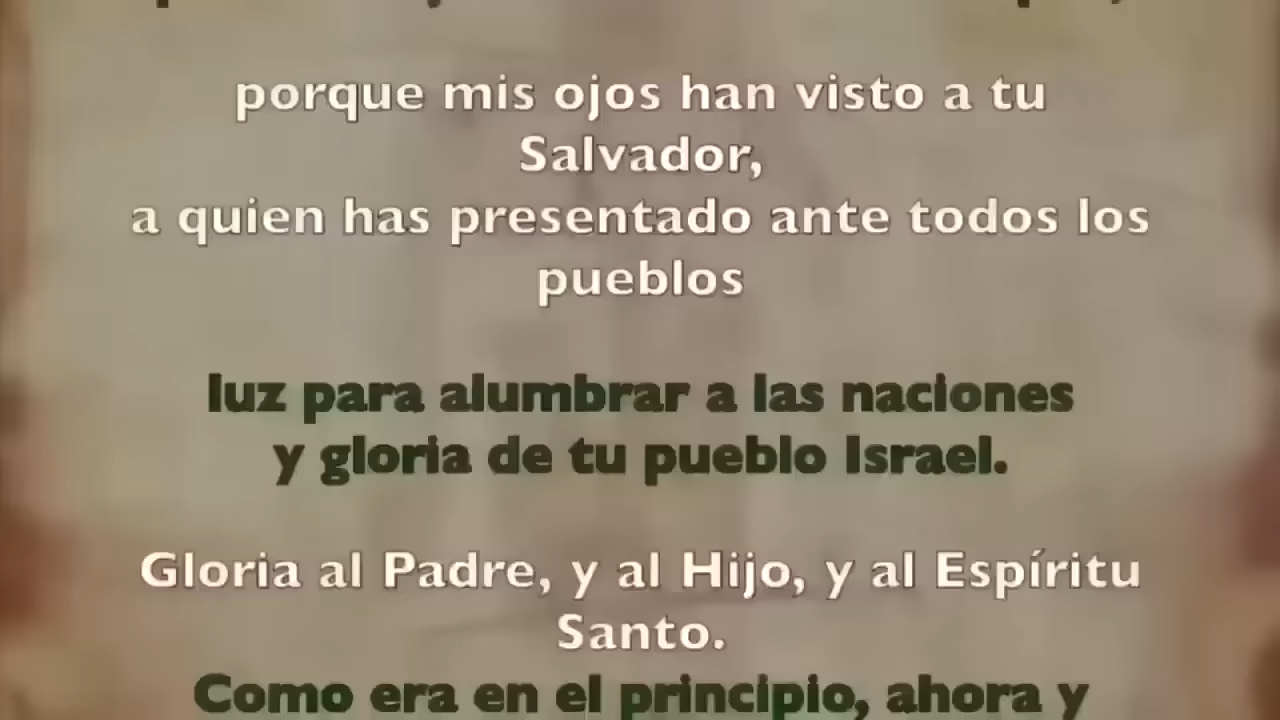 porque mis ojos han visto a tu
Salvador,
a quien has presentado ante todos los
pueblos
luz para alumbrar a las naciones
y gloria de tu pueblo Israel.
Gloria al Padre, y al Hijo, y al Espíritu
Santo.
Como era en el principio, ahora y